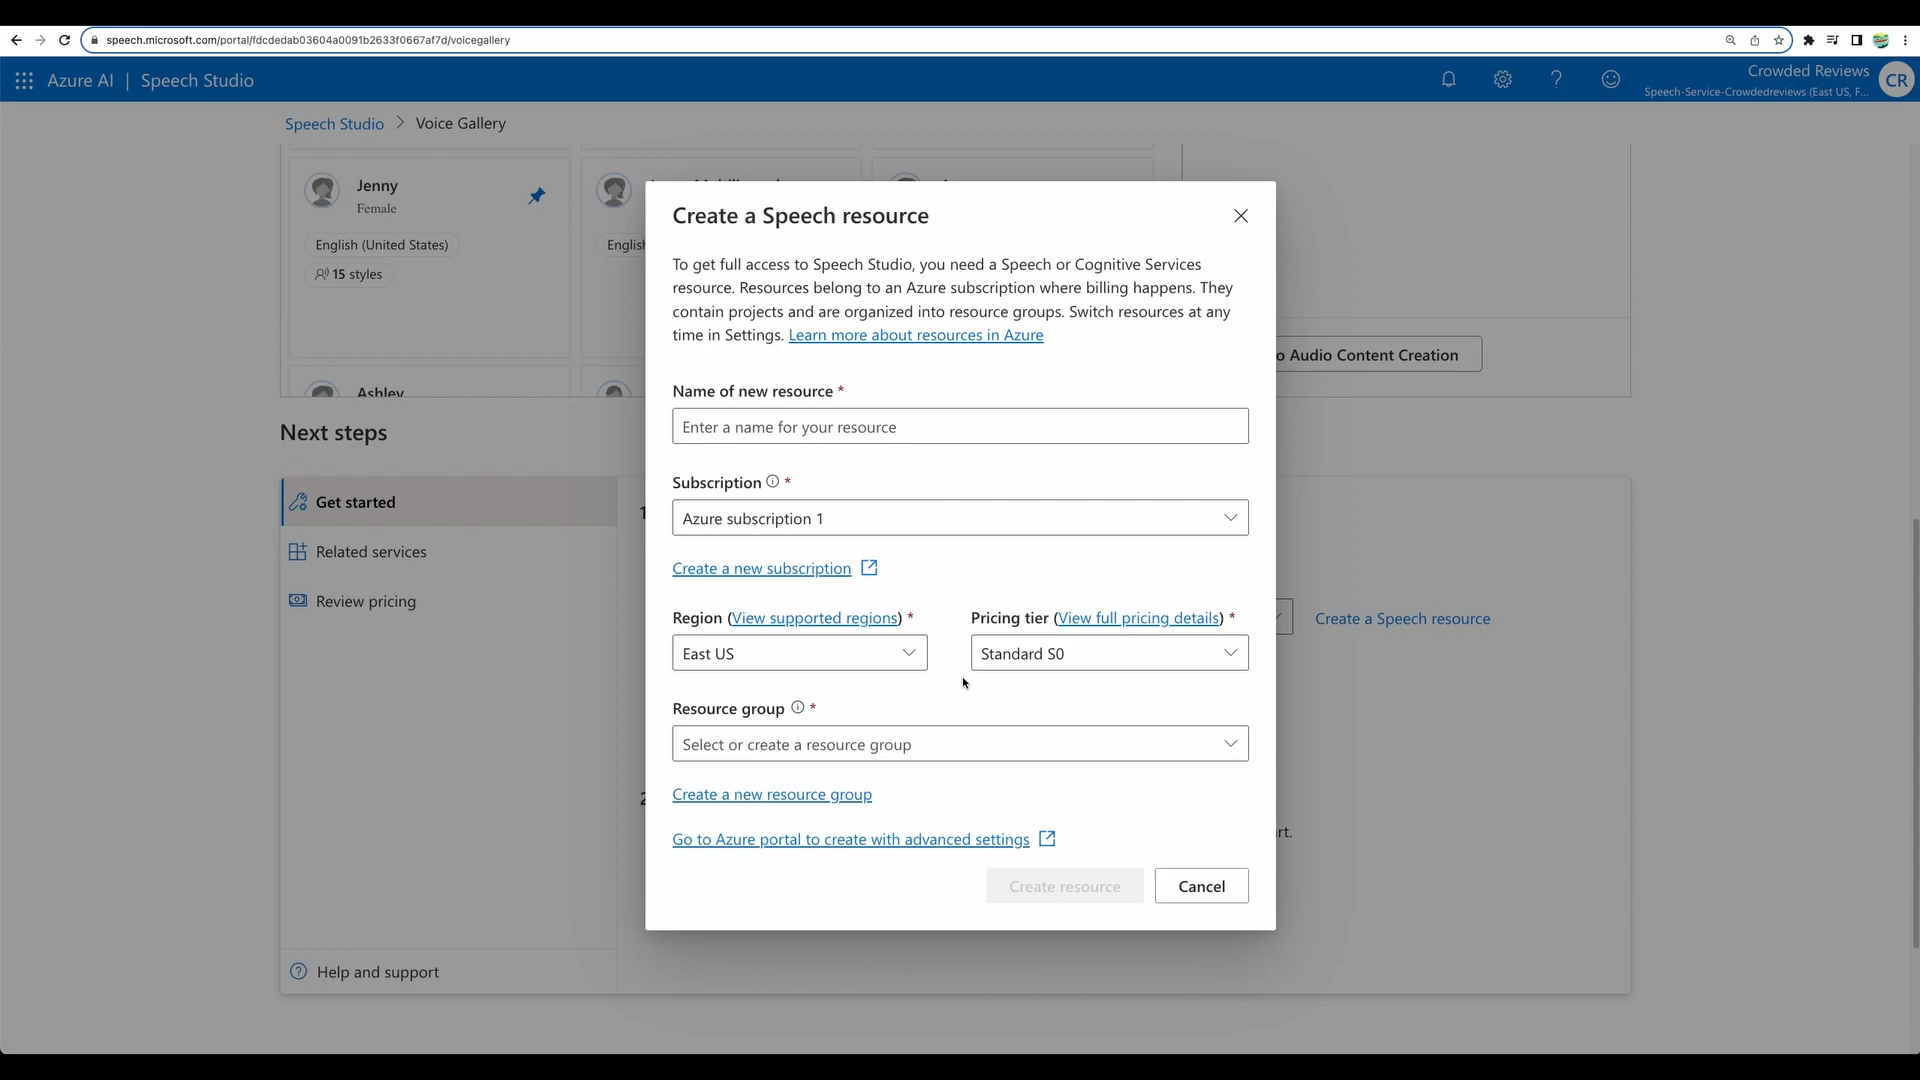 speech.microsoft.com/portal/fdcdedab03604a0091b2633f0667af7d/voicegallery
Azure AI | Speech Studio
Crowded Reviews
Speech-Service-Crowdedreviews (East US, F...
CR
Speech Studio > Voice Gallery
Jenny
Female
English (United States)
15 styles
Ashley
Create a Speech resource
To get full access to Speech Studio, you need a Speech or Cognitive Services
resource. Resources belong to an Azure subscription where billing happens. They
contain projects and are organized into resource groups. Switch resources at any
time in Settings. Learn more about resources in Azure
Name of new resource *
Enter a name for your resource
Subscription *
Azure subscription 1
Create a new subscription
Region (View supported regions) *
Pricing tier (View full pricing details) *
East US
Standard S0
Resource group *
Select or create a resource group
Create a new resource group
Go to Azure portal to create with advanced settings
Create resource
Cancel
Audio Content Creation
Next steps
Get started
Related services
Review pricing
Create a Speech resource
Help and support